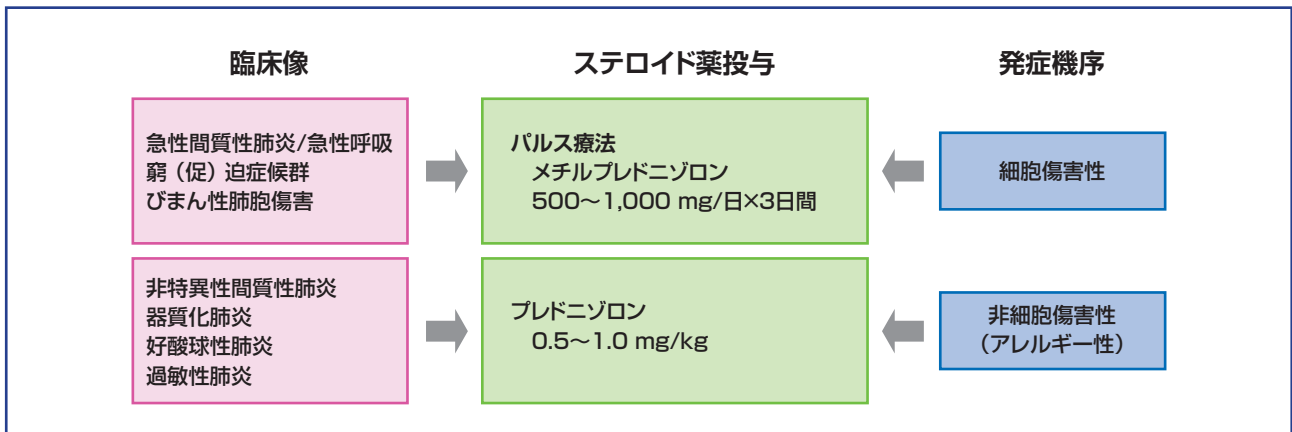 臨床像
ステロイド薬投与
発症機序
急性間質性肺炎/急性呼吸
窮（促）迫症候群
びまん性肺胞傷害
パルス療法
メチルプレドニゾロン
500〜1,000 mg/日×3日間
細胞傷害性
非特異性間質性肺炎
器質化肺炎
好酸球性肺炎
過敏性肺炎
プレドニゾロン
0.5〜1.0 mg/kg
非細胞傷害性
（アレルギー性）